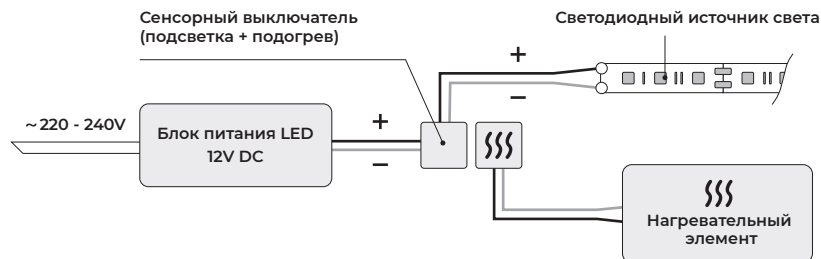 Сенсорный выключатель
(подсветка + подогрев)
Светодиодный источник света
+
−
~220 - 240V
Блок питания LED
12V DC
+
−
Нагревательный
элемент